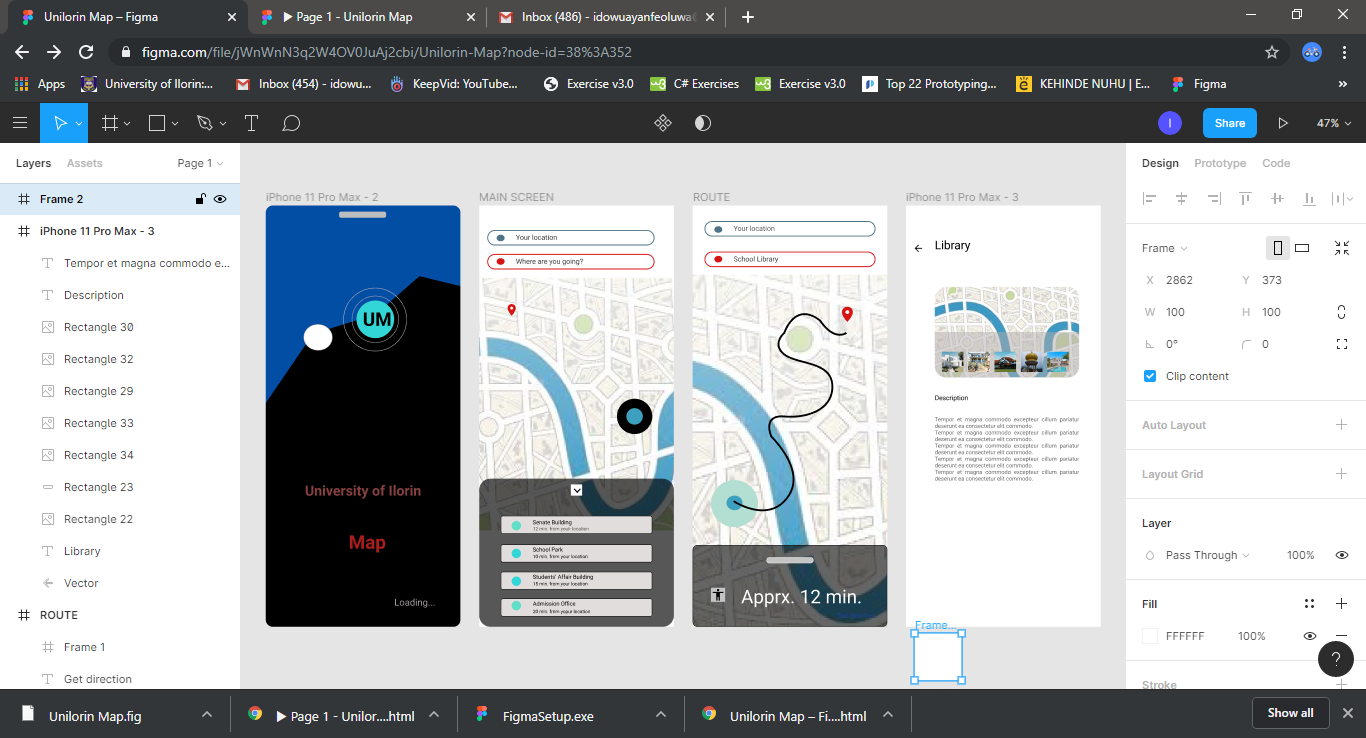 Unilorin Map – Figma
▶ Page 1 - Unilorin Map
Inbox (486) - idowuayanfeoluwa
figma.com/file/jWnWnN3q2W4OV0JuAj2cbi/Unilorin-Map?node-id=38%3A352
Apps
University of Ilorin:...
Inbox (454) - idowu...
KeepVid: YouTube...
Exercise v3.0
C# Exercises
Exercise v3.0
Top 22 Prototyping...
KEHINDE NUHU | E...
Figma
»
I
Share
47%
Layers
Assets
Page 1
Frame 2
iPhone 11 Pro Max - 3
Tempor et magna commodo e...
Description
Rectangle 30
Rectangle 32
Rectangle 29
Rectangle 33
Rectangle 34
Rectangle 23
Rectangle 22
Library
Vector
ROUTE
Frame 1
Get direction
iPhone 11 Pro Max - 2
UM
University of Ilorin
Map
Loading...
MAIN SCREEN
Your location
Where are you going?
Senate Building
12 min. from your location
School Park
10 min. from your location
Students' Affair Building
15 min. from your location
Admission Office
20 min. from your location
ROUTE
Your location
School Library
Apprx. 12 min.
iPhone 11 Pro Max - 3
Library
Description
Tempor et magna commodo excepteur cillum pariatur
deserunt ea consectetur elit commodo.
Tempor et magna commodo excepteur cillum pariatur
deserunt ea consectetur elit commodo.
Tempor et magna commodo excepteur cillum pariatur
deserunt ea consectetur elit commodo.
Tempor et magna commodo excepteur cillum pariatur
deserunt ea consectetur elit commodo.
Tempor et magna commodo excepteur cillum pariatur
deserunt ea consectetur elit commodo.
Frame...
Design
Prototype
Code
Frame
X 2862
Y 373
W 100
H 100
0°
0
Clip content
Auto Layout
Layout Grid
Layer
Pass Through
100%
Fill
FFFFFF
100%
?
Stroke
Unilorin Map.fig
▶ Page 1 - Unilor....html
FigmaSetup.exe
Unilorin Map – Fi....html
Show all